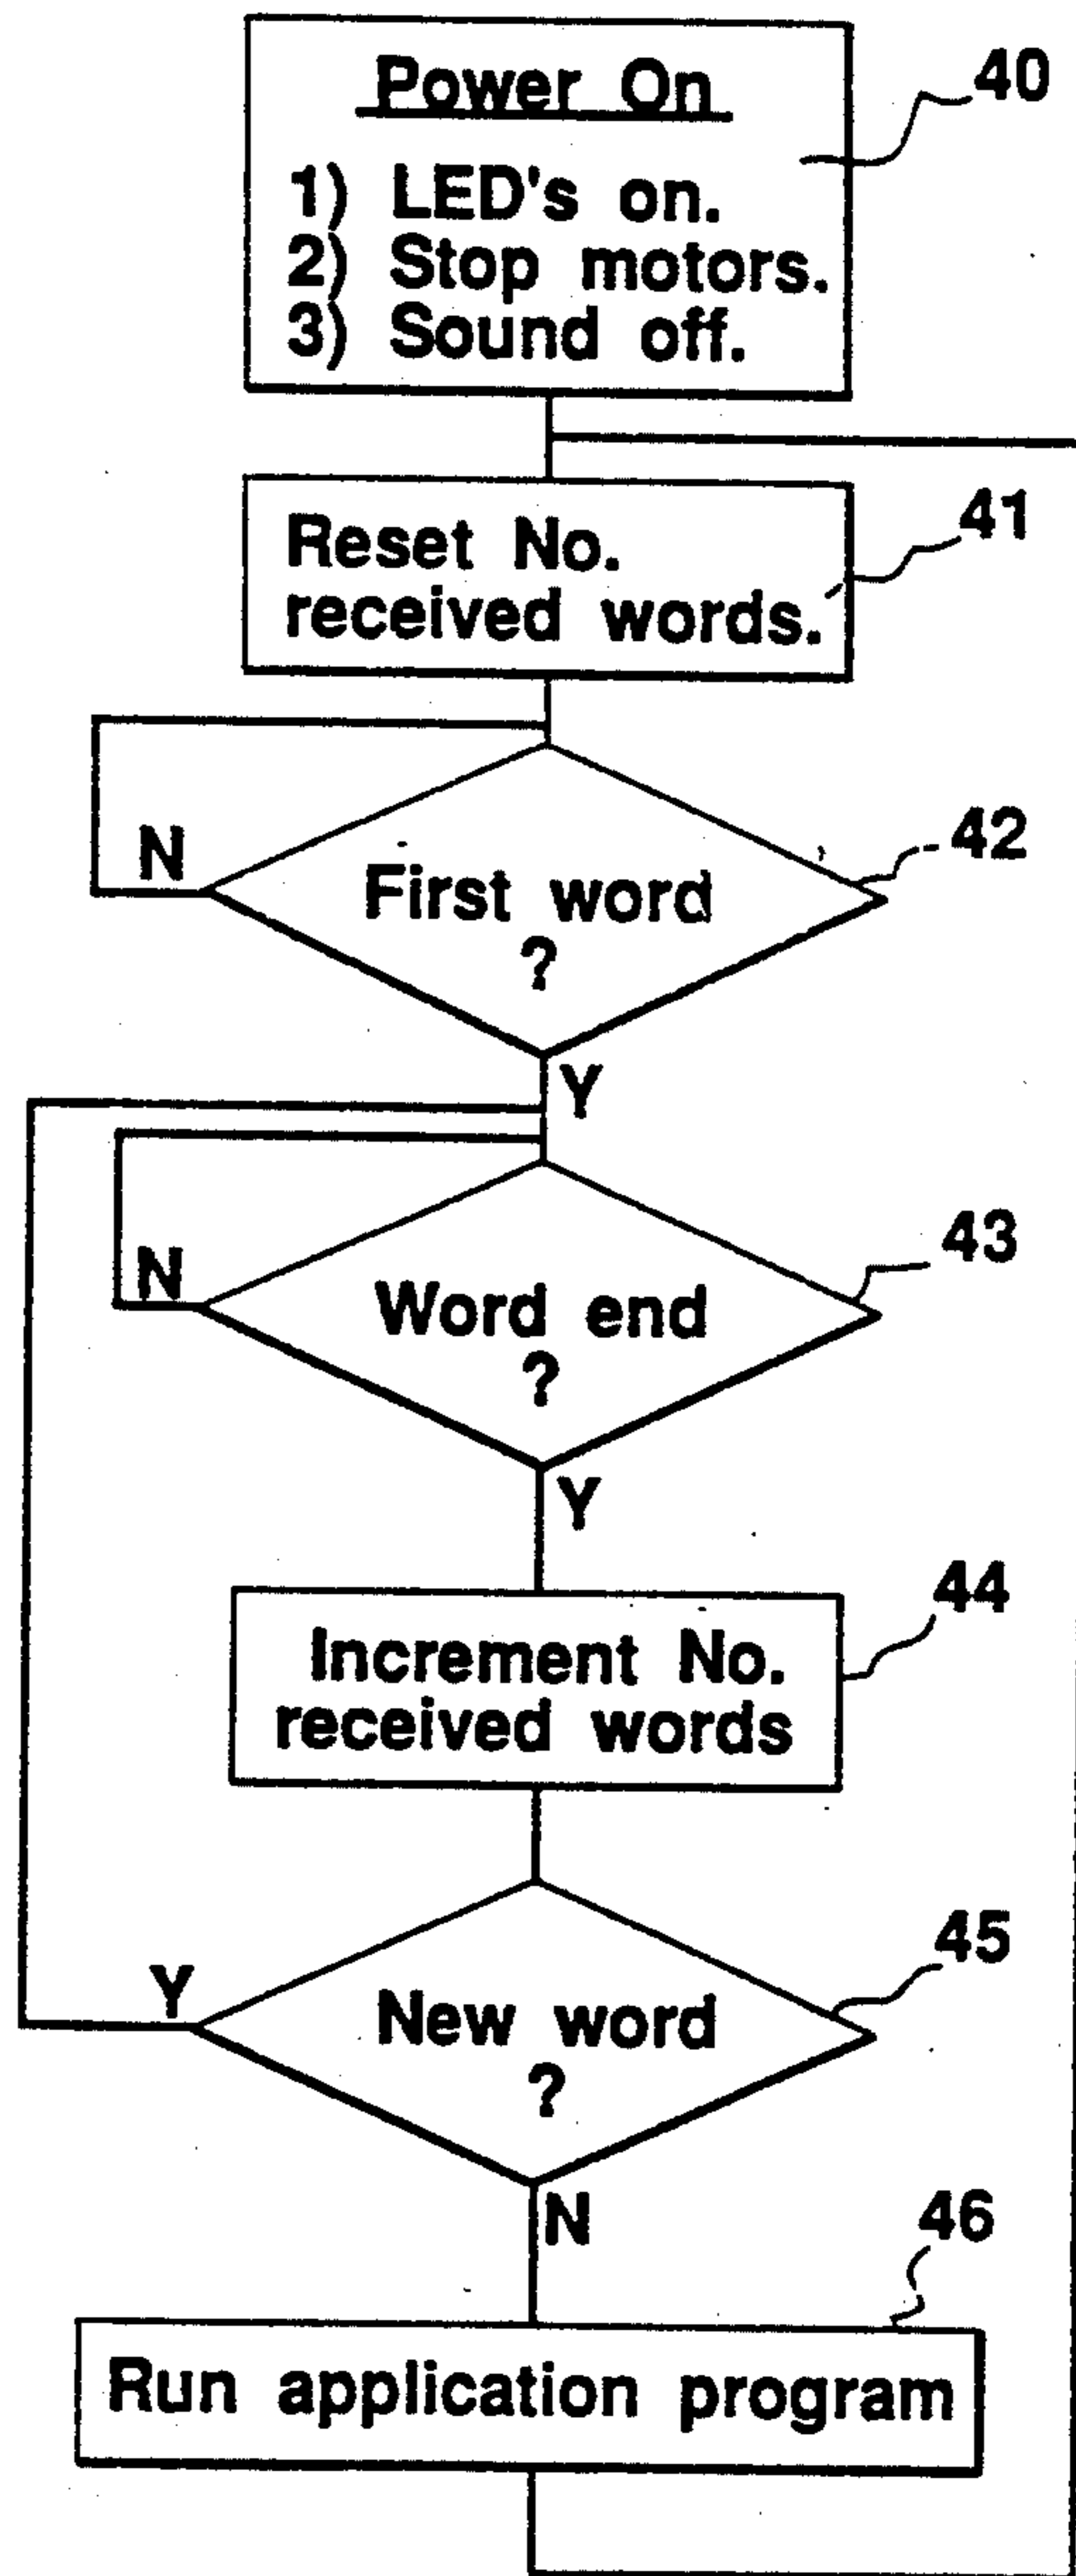 Power On
40
1) LED's on.
2) Stop motors.
3) Sound off.
41
Reset No.
received words.
42
N
First word
?
Y
43
N
Word end
?
Y
44
Increment No.
received words
45
Y
New word
?
N
46
Run application program